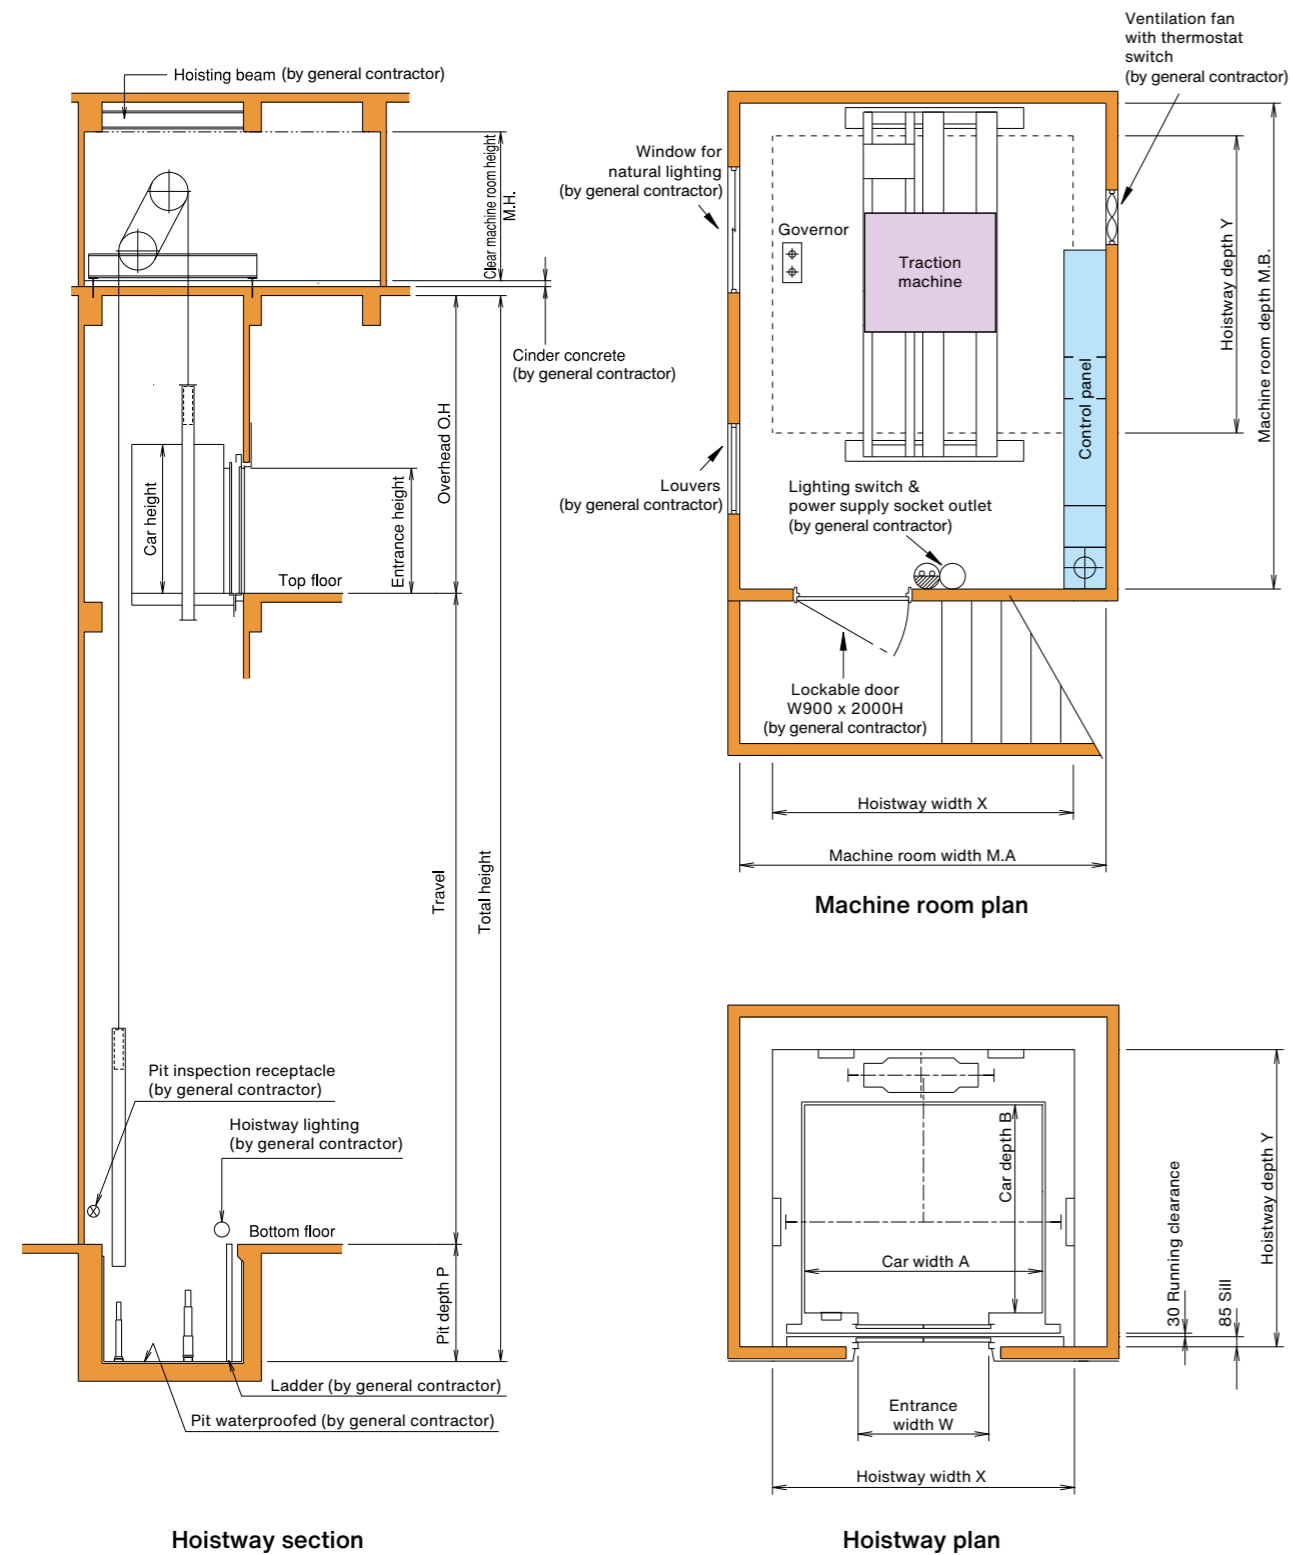 Hoisting beam (by general contractor)
Clear machine room height
M.H.
Cinder concrete
(by general contractor)
Overhead O.H
Car height
Entrance height
Top floor
Travel
Total height
Pit inspection receptacle
(by general contractor)
Hoistway lighting
(by general contractor)
Bottom floor
Pit depth P
Ladder (by general contractor)
Pit waterproofed (by general contractor)
Hoistway section
Ventilation fan
with thermostat
switch
(by general contractor)
Window for
natural lighting
(by general contractor)
Governor
Traction
machine
Hoistway depth Y
Machine room depth M.B.
Control panel
Louvers
(by general contractor)
Lighting switch &
power supply socket outlet
(by general contractor)
Lockable door
W900 x 2000H
(by general contractor)
Hoistway width X
Machine room width M.A
Machine room plan
Car depth B
Car width A
30 Running clearance
85 Sill
Hoistway depth Y
Entrance
width W
Hoistway width X
Hoistway plan